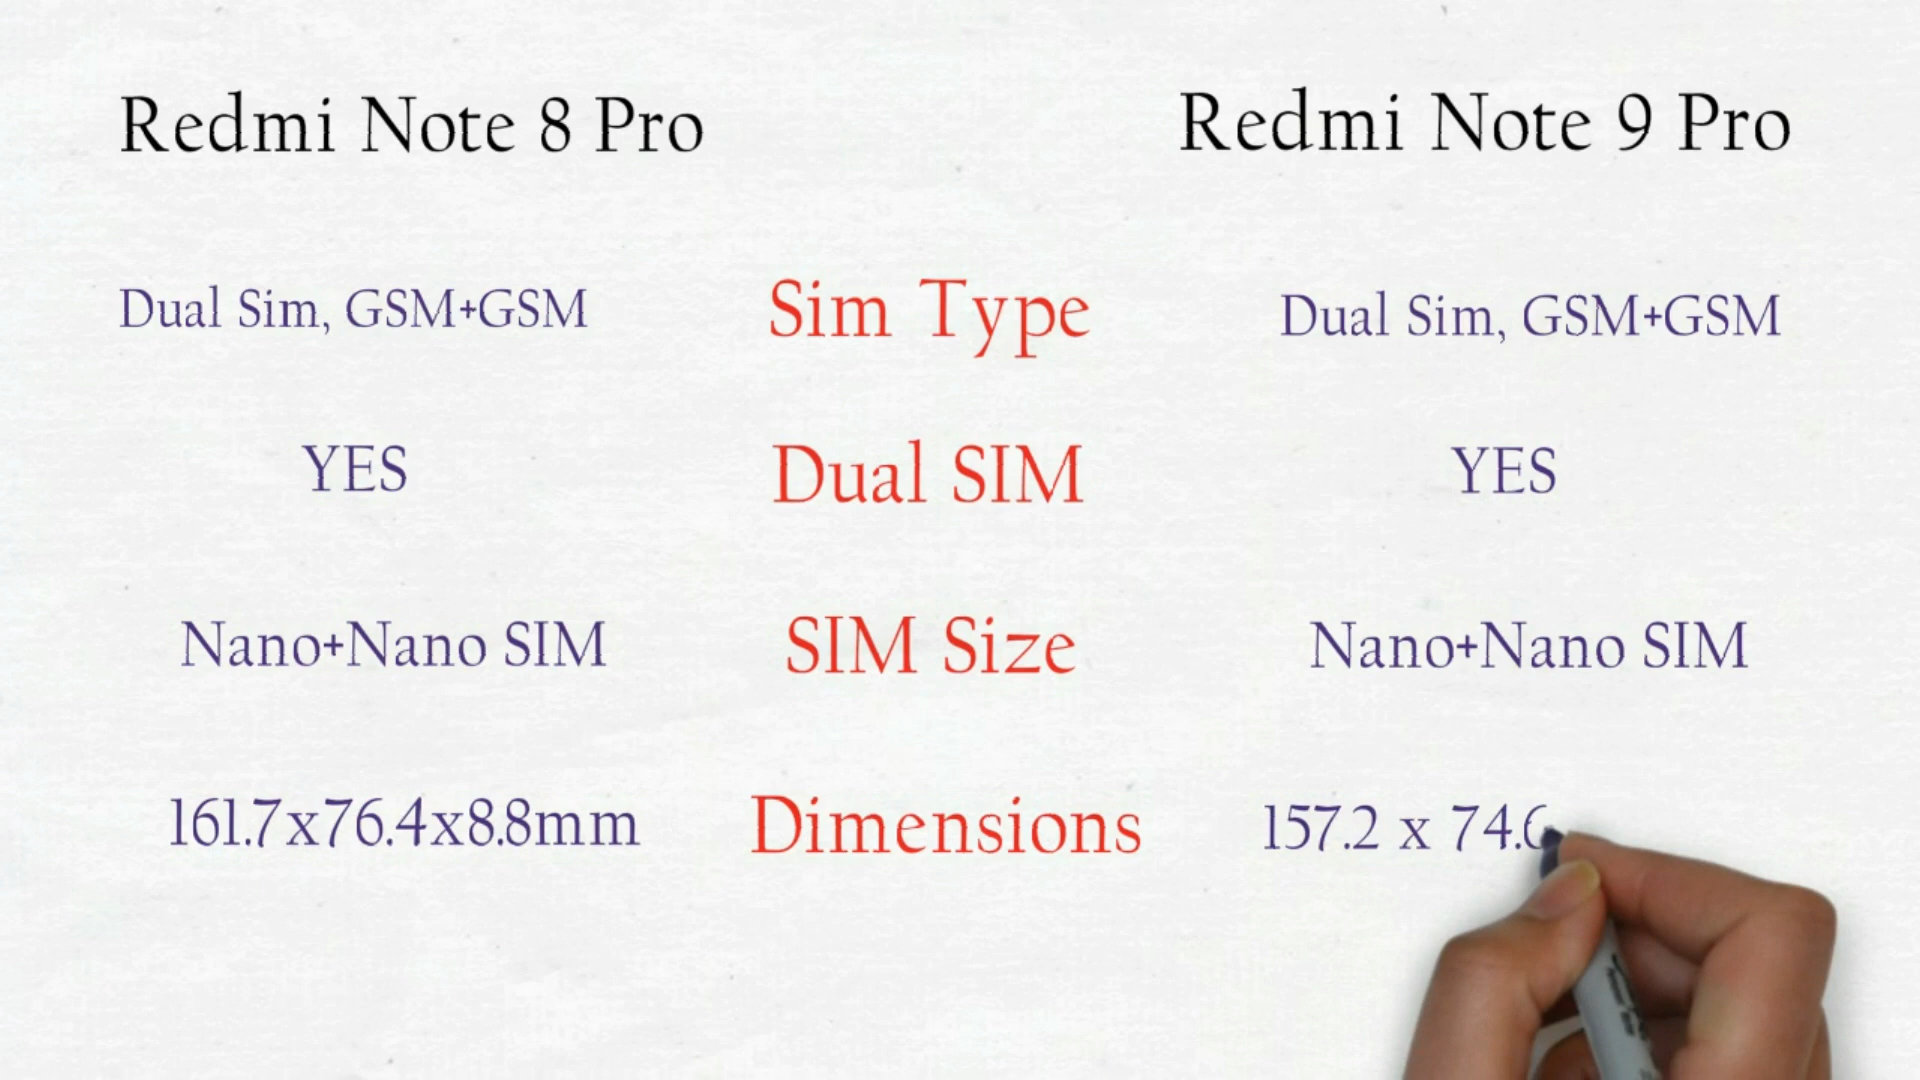 Redmi Note 8 Pro
Redmi Note 9 Pro
Dual Sim, GSM+GSM
Sim Type
Dual Sim, GSM+GSM
YES
Dual SIM
YES
Nano+Nano SIM
SIM Size
Nano+Nano SIM
161.7x76.4x8.8mm
Dimensions
157.2 x 74.6